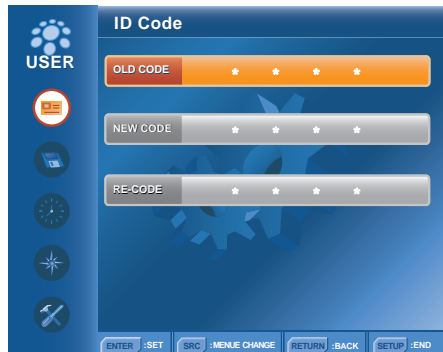 ID Code
USER
OLD CODE * * * *
NEW CODE * * * *
RE-CODE * * * *
ENTER :SET SRC :MENUE CHANGE RETURN :BACK SETUP :END